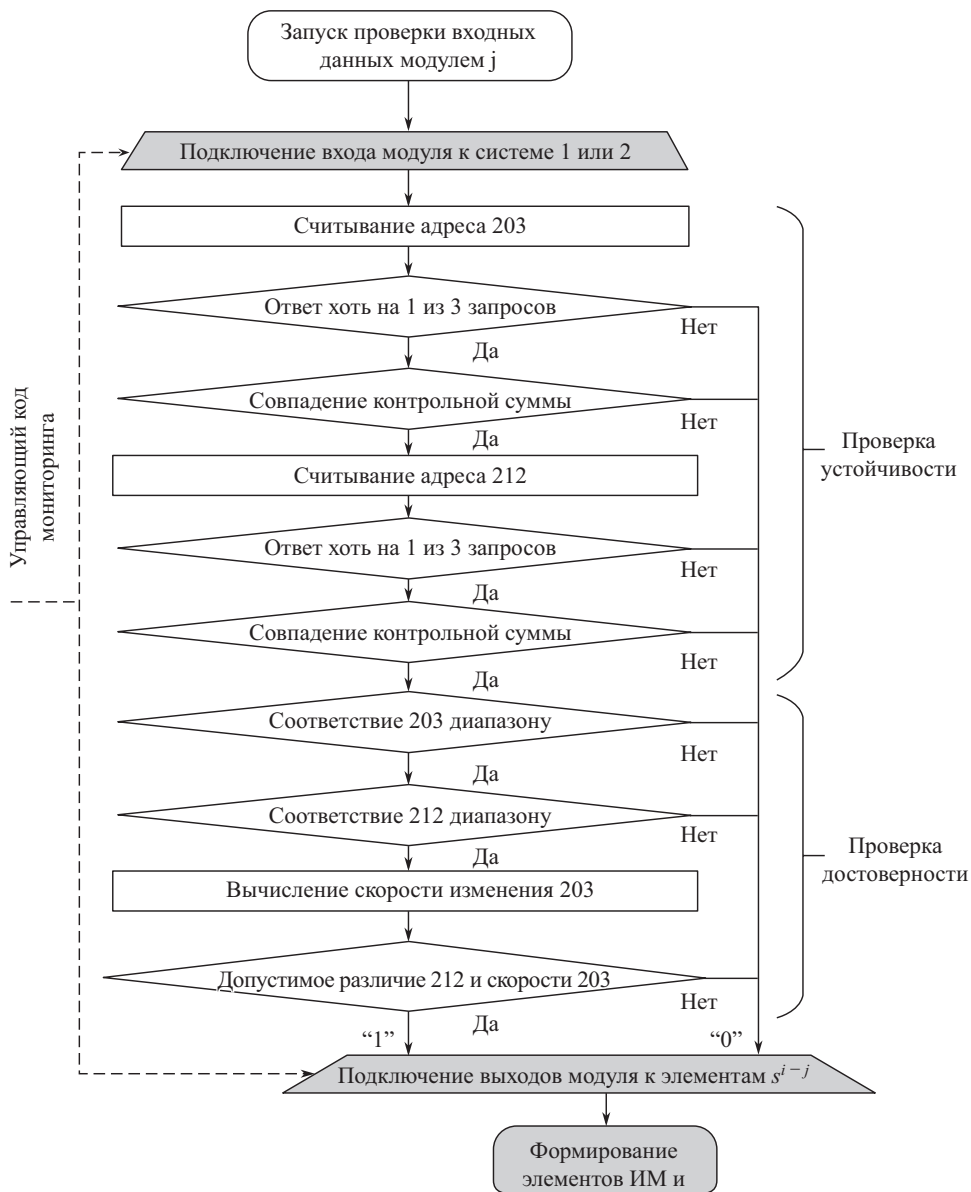 Запуск проверки входных
данных модулем j
Подключение входа модуля к системе 1 или 2
Считывание адреса 203
Ответ хоть на 1 из 3 запросов
Нет
Да
Совпадение контрольной суммы
Нет
Да
Считывание адреса 212
Ответ хоть на 1 из 3 запросов
Нет
Да
Совпадение контрольной суммы
Нет
Да
Соответствие 203 диапазону
Нет
Да
Соответствие 212 диапазону
Нет
Да
Вычисление скорости изменения 203
Допустимое различие 212 и скорости 203
Нет
Да
“1”
“0”
Подключение выходов модуля к элементам s^{i – j}
Формирование
элементов ИМ и
Управляющий код
мониторинга
Проверка
устойчивости
Проверка
достоверности